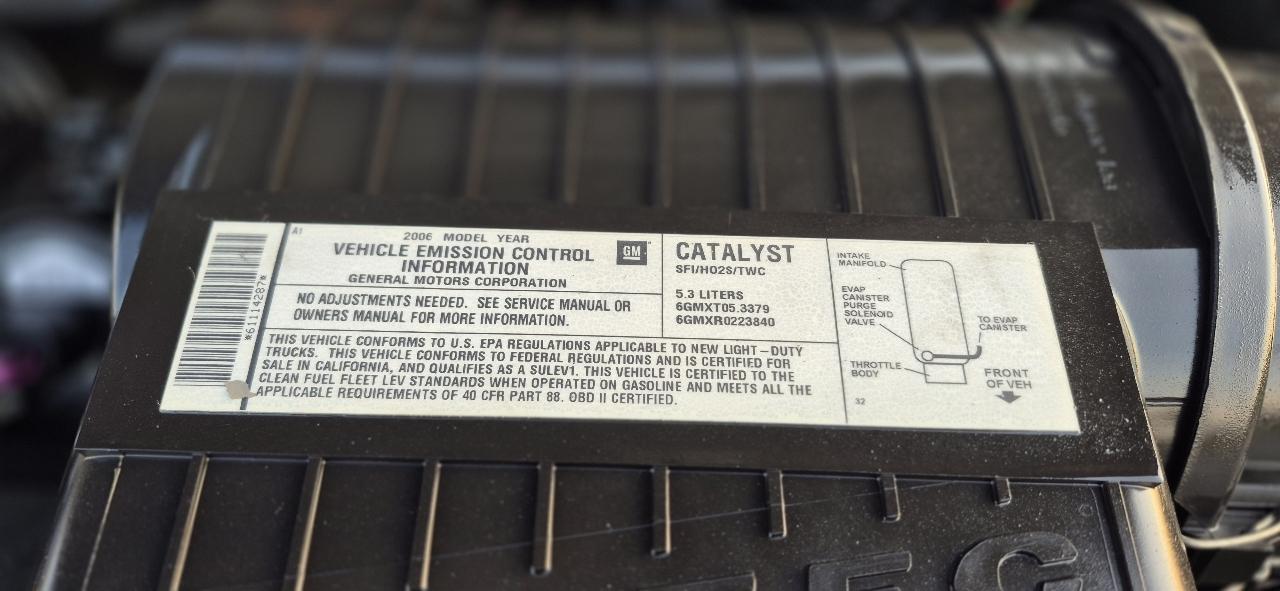 A1
*61114287*
2006 MODEL YEAR
VEHICLE EMISSION CONTROL
INFORMATION
GENERAL MOTORS CORPORATION
GM
NO ADJUSTMENTS NEEDED. SEE SERVICE MANUAL OR
OWNERS MANUAL FOR MORE INFORMATION.
CATALYST
SFI/HO2S/TWC
5.3 LITERS
6GMXT05.3379
6GMXR0223840
THIS VEHICLE CONFORMS TO U.S. EPA REGULATIONS APPLICABLE TO NEW LIGHT-DUTY
TRUCKS. THIS VEHICLE CONFORMS TO FEDERAL REGULATIONS AND IS CERTIFIED FOR
SALE IN CALIFORNIA, AND QUALIFIES AS A SULEV1. THIS VEHICLE IS CERTIFIED TO THE
CLEAN FUEL FLEET LEV STANDARDS WHEN OPERATED ON GASOLINE AND MEETS ALL THE
APPLICABLE REQUIREMENTS OF 40 CFR PART 88. OBD II CERTIFIED.
INTAKE
MANIFOLD
EVAP
CANISTER
PURGE
SOLENOID
VALVE
TO EVAP
CANISTER
THROTTLE
BODY
FRONT
OF VEH
32